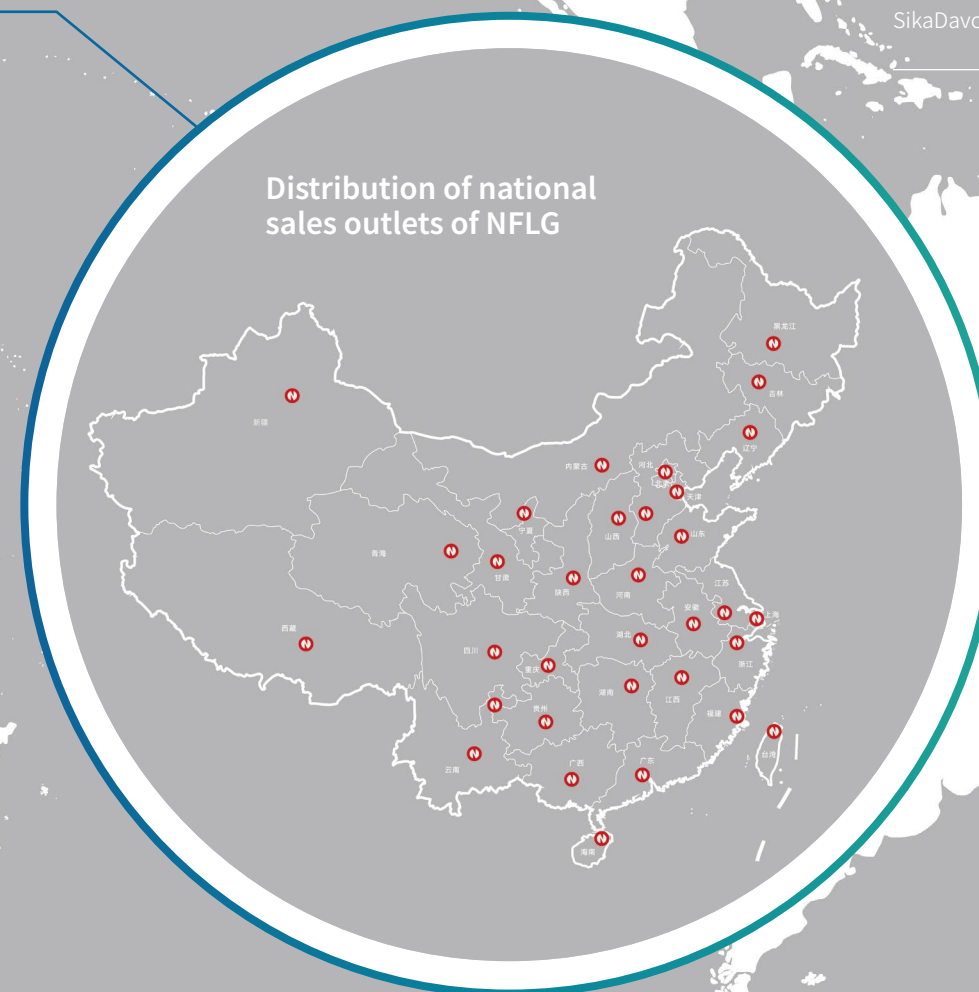 SikaDavo
Distribution of national
sales outlets of NFLG
黑龙江
吉林
新疆
辽宁
内蒙古
河北
天津
宁夏
山西
山东
青海
甘肃
陕西
河南
江苏
安徽
上海
西藏
湖北
四川
浙江
重庆
湖南
江西
贵州
福建
台湾
云南
广西
广东
海南